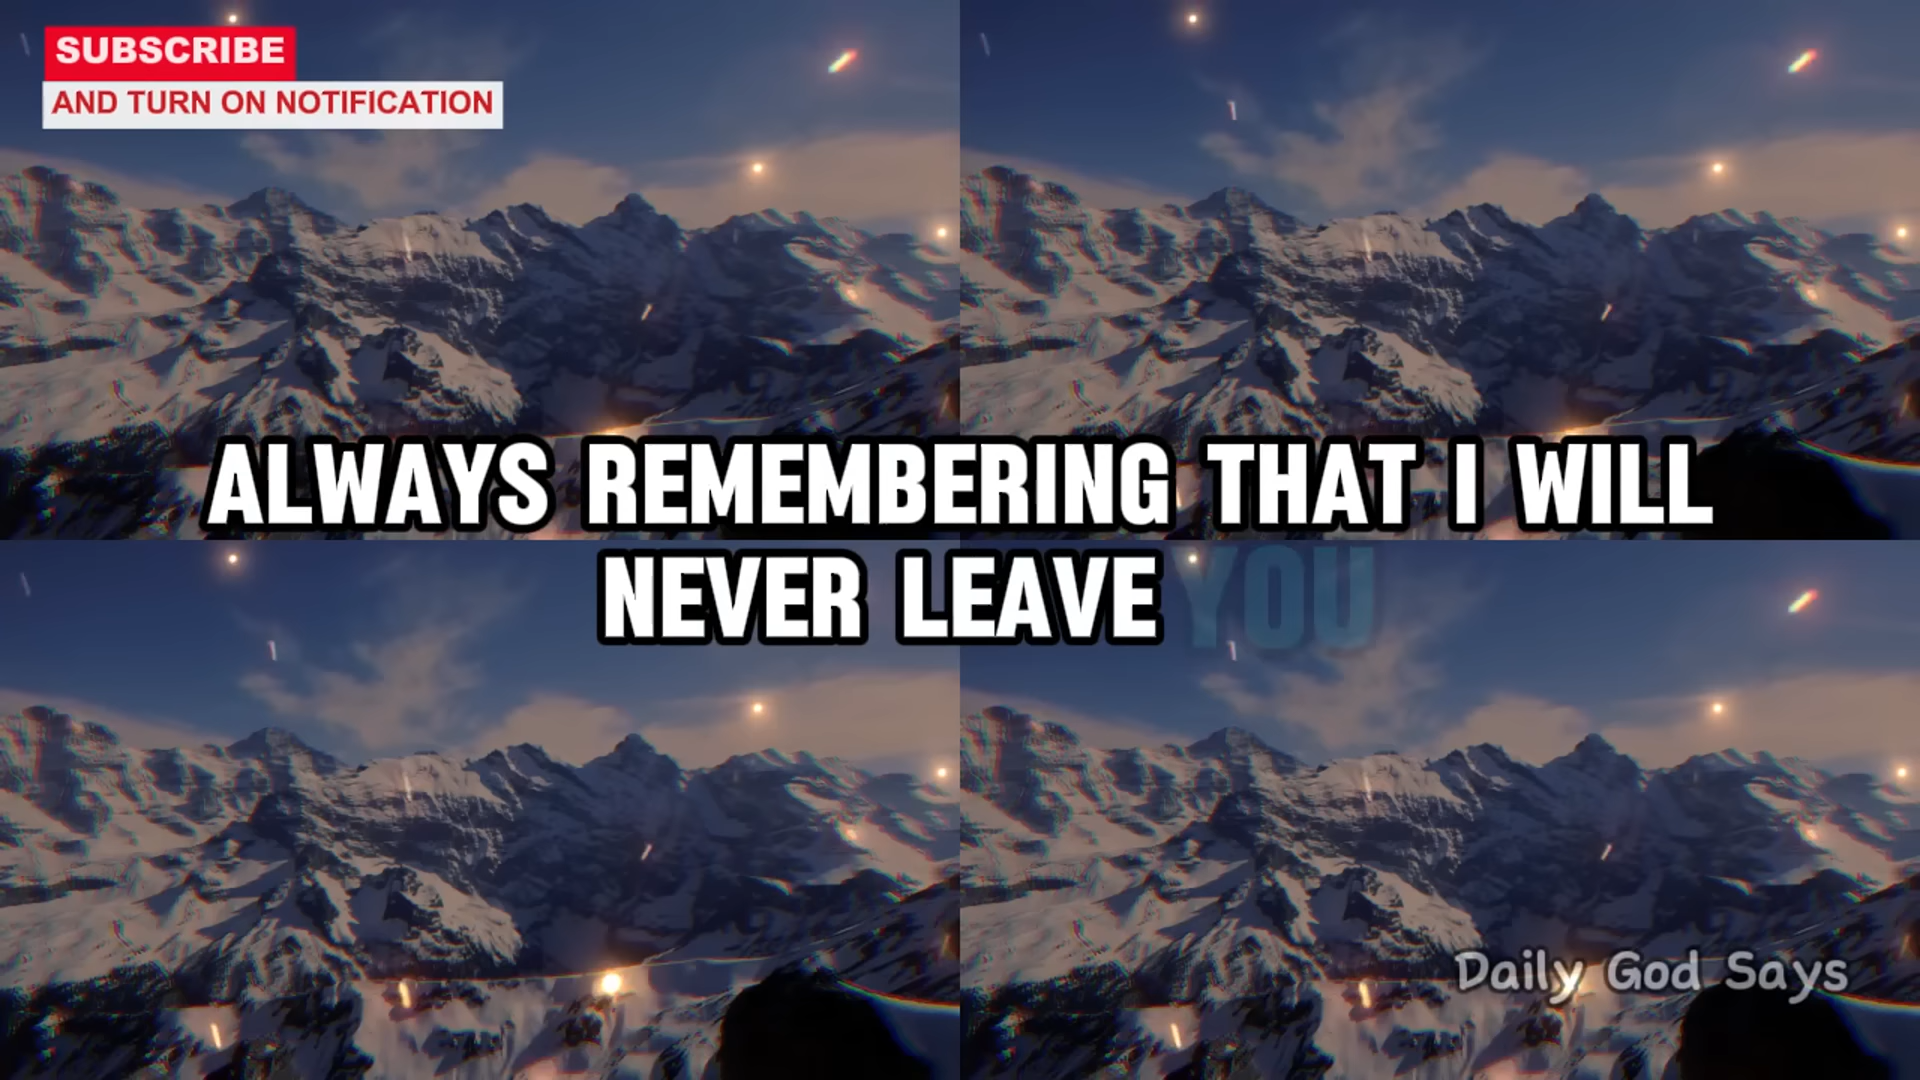 SUBSCRIBE
AND TURN ON NOTIFICATION
ALWAYS REMEMBERING THAT I WILL
NEVER LEAVE YOU
Daily God Says